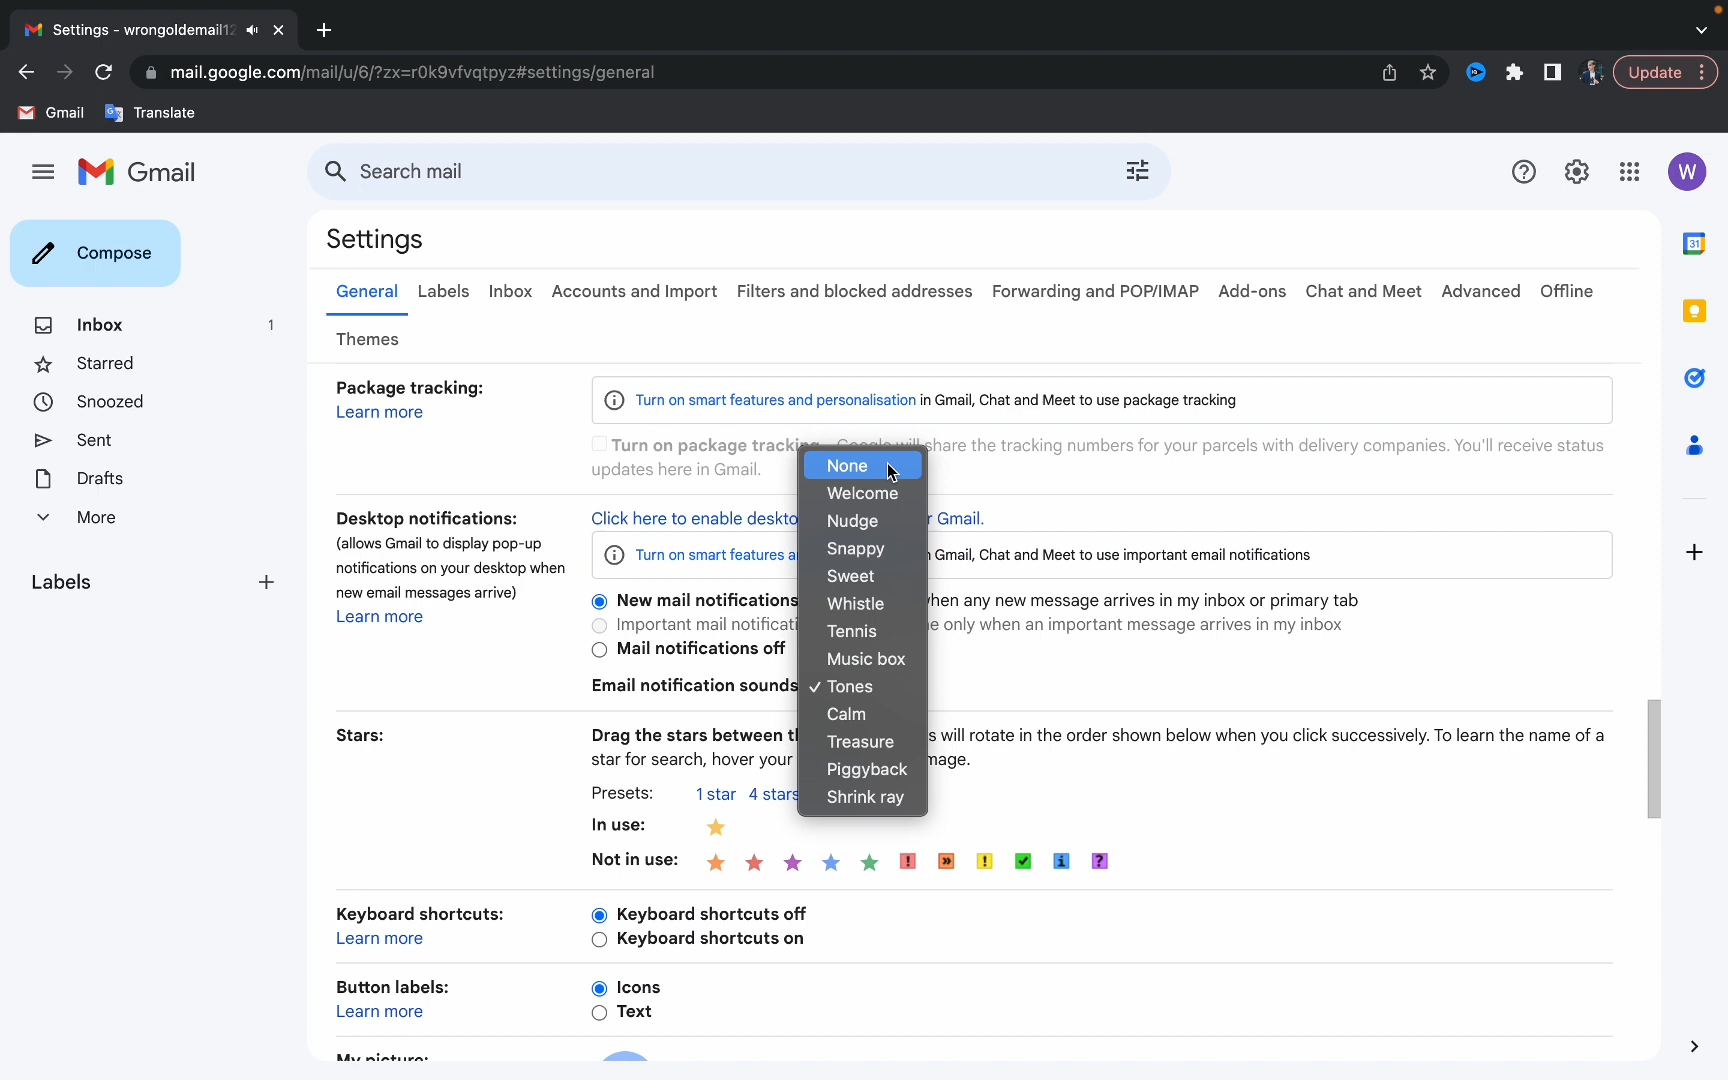 Settings - wrongoldemail12
mail.google.com/mail/u/6/?zx=r0k9vfvqtpyz#settings/general
Update
Gmail
Translate
Gmail
Search mail
W
Compose
Inbox 1
Starred
Snoozed
Sent
Drafts
More
Labels
Settings
General Labels Inbox Accounts and Import Filters and blocked addresses Forwarding and POP/IMAP Add-ons Chat and Meet Advanced Offline
Themes
Package tracking:
Learn more
Turn on smart features and personalisation in Gmail, Chat and Meet to use package tracking
Turn on package tracking Google will share the tracking numbers for your parcels with delivery companies. You'll receive status
updates here in Gmail.
Desktop notifications:
(allows Gmail to display pop-up
notifications on your desktop when
new email messages arrive)
Learn more
Click here to enable deskto r Gmail.
Turn on smart features a n Gmail, Chat and Meet to use important email notifications
New mail notifications when any new message arrives in my inbox or primary tab
Important mail notificati e only when an important message arrives in my inbox
Mail notifications off
Email notification sounds
None
Welcome
Nudge
Snappy
Sweet
Whistle
Tennis
Music box
✓ Tones
Calm
Treasure
Piggyback
Shrink ray
Stars:
Drag the stars between t s will rotate in the order shown below when you click successively. To learn the name of a
star for search, hover your mage.
Presets: 1 star 4 stars
In use:
Not in use: ! » ! ✓ i ?
Keyboard shortcuts:
Learn more
Keyboard shortcuts off
Keyboard shortcuts on
Button labels:
Learn more
Icons
Text
My picture:
31